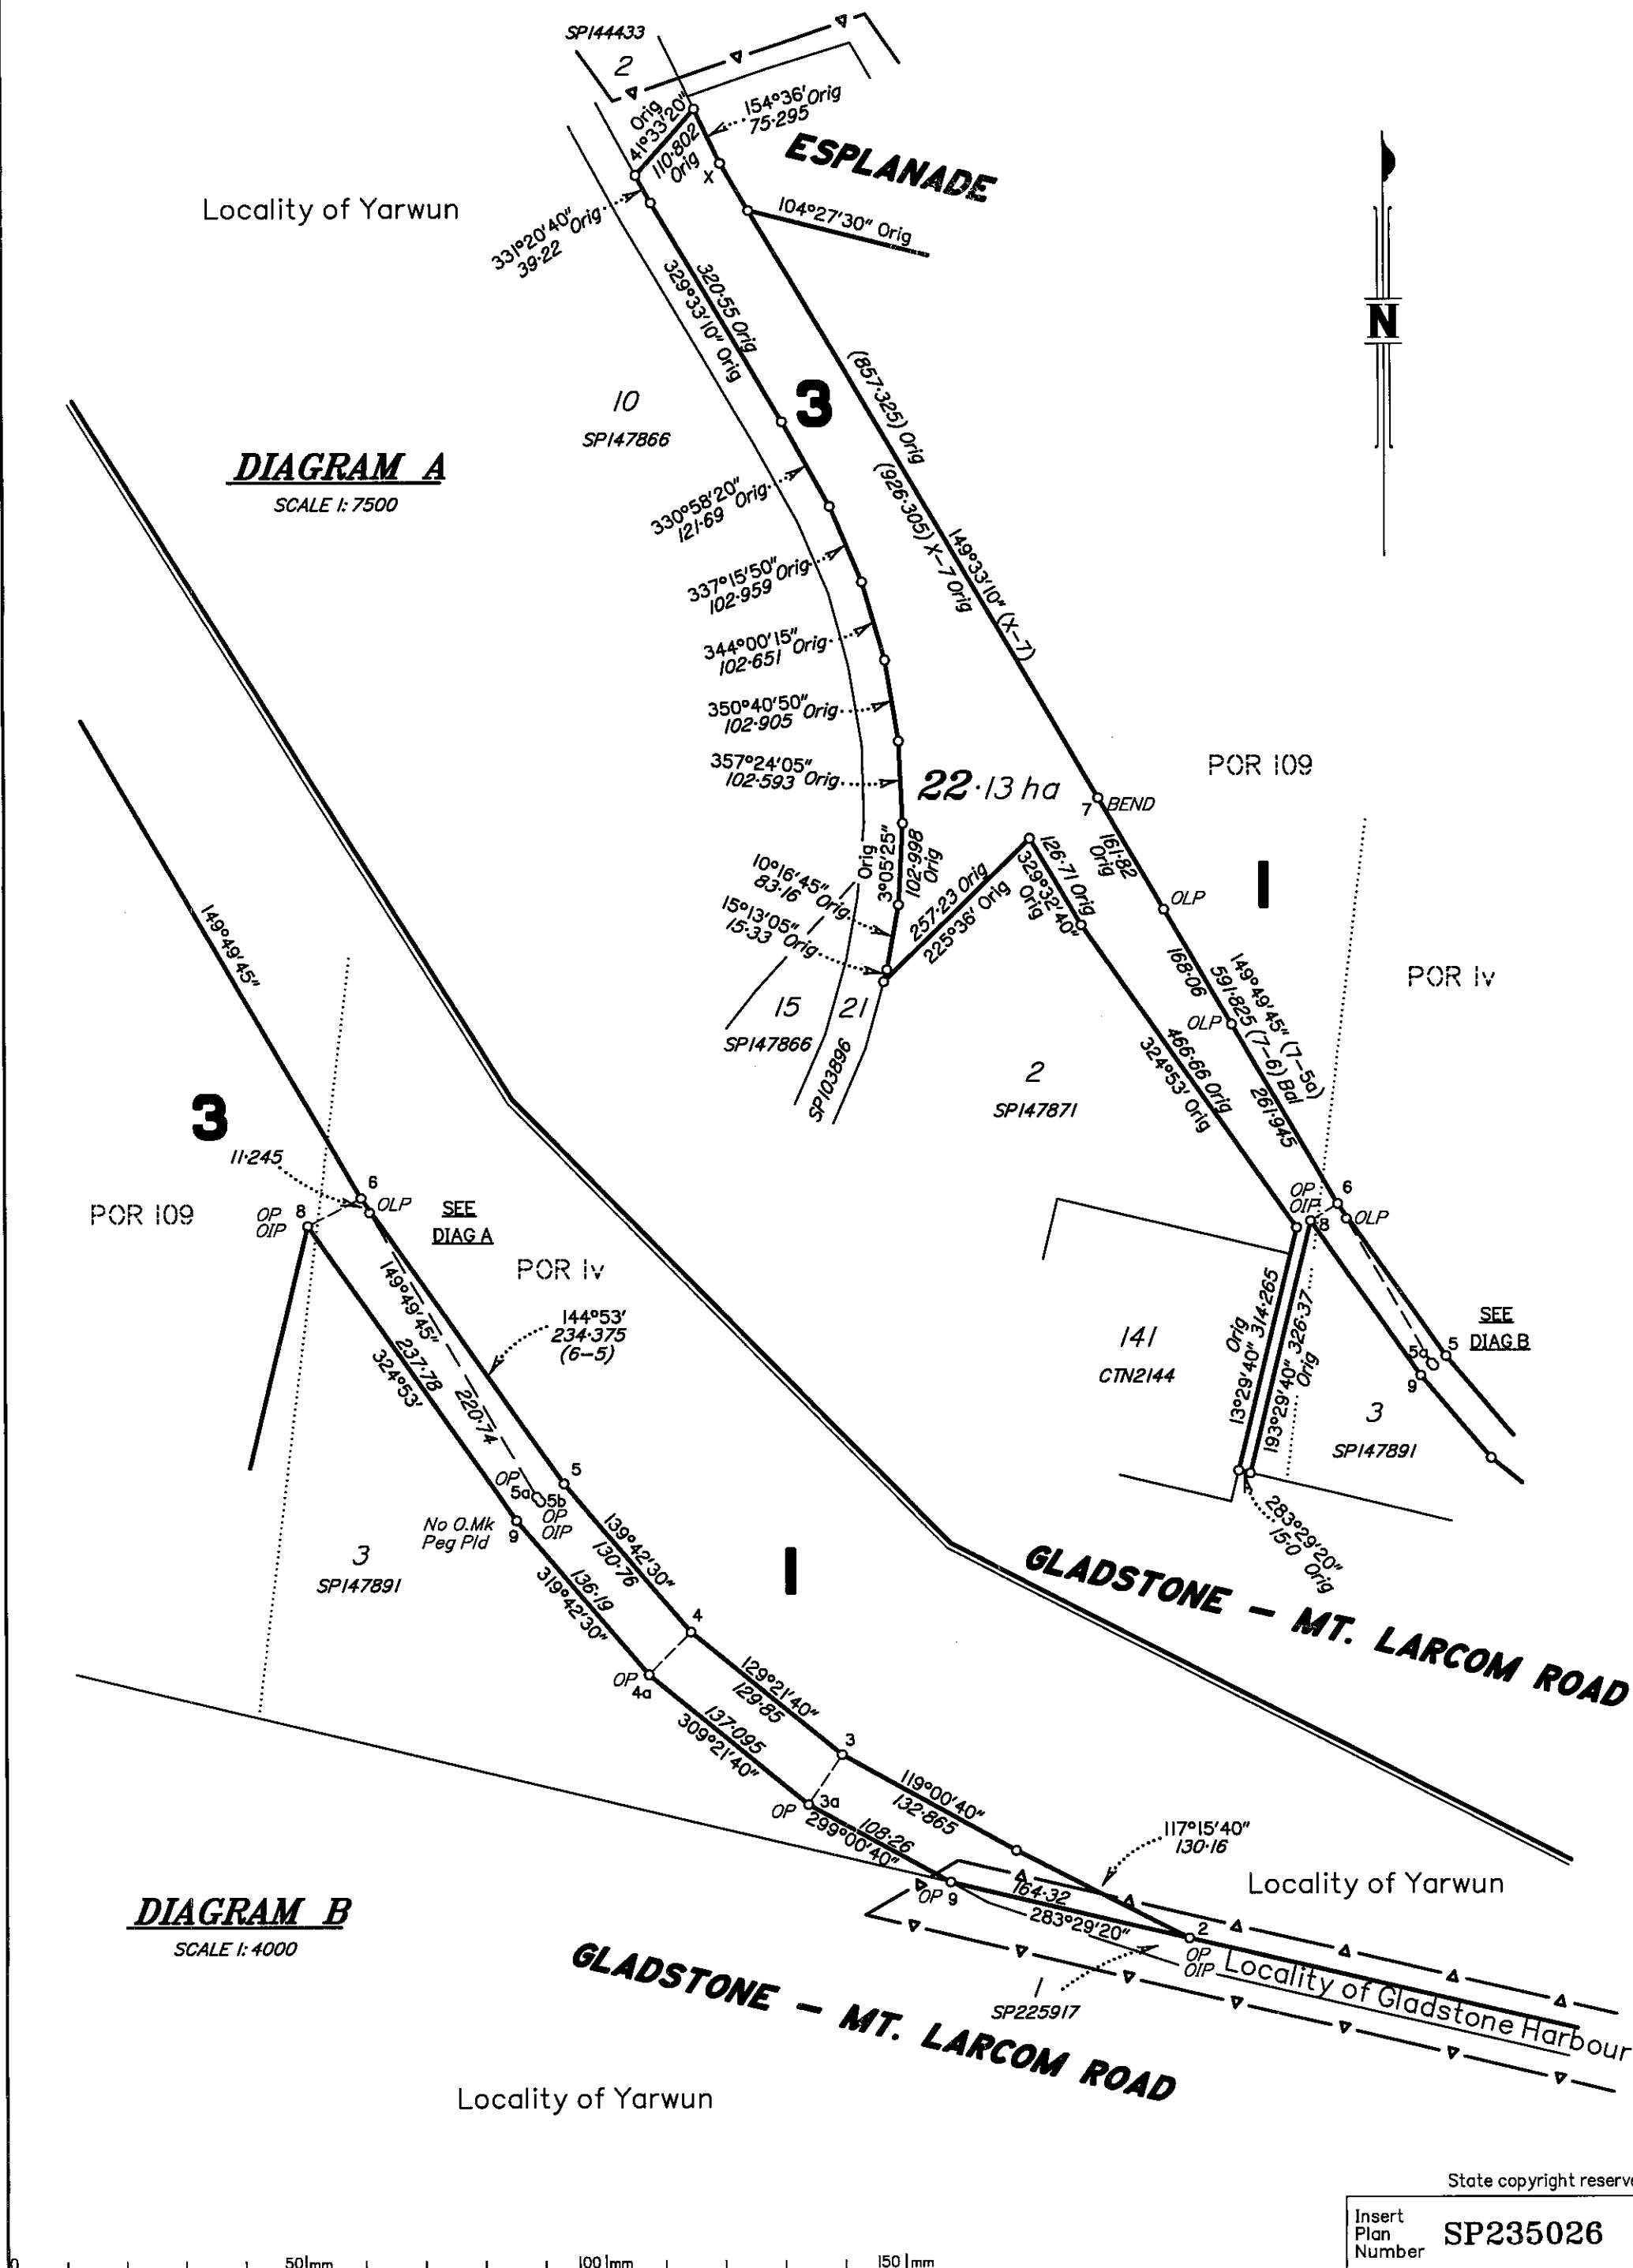 SP144433
2
Orig
41°33'20"
110·802
Orig
154°36' Orig
75·295
X
ESPLANADE
104°27'30" Orig
Locality of Yarwun
331°20'40" Orig
39·22
320·55 Orig
329°33'10" Orig
N
10
SP147866
3
(857·325) Orig
(926·305) X-7 Orig
149°33'10" (X-7)
DIAGRAM A
SCALE 1: 7500
330°58'20" Orig
121·69
337°15'50" Orig
102·959
344°00'15" Orig
102·651
350°40'50" Orig
102·905
357°24'05" Orig
102·593
22·13 ha
POR 109
7
BEND
161·82
Orig
1
10°16'45" Orig
83·16
15°13'05" Orig
15·33
Orig
3°05'25"
102·998
Orig
257·23 Orig
225°36' Orig
126·71 Orig
329°32'40"
Orig
OLP
168·06
149°49'45" (7-5a)
591·825 (7-6) Bal
261·945
OLP
POR 1v
149°49'45"
15
SP147866
21
SP103896
2
SP147871
466·66 Orig
324°53' Orig
3
11·245
POR 109
OP
OIP
8
6
OLP
SEE
DIAG A
POR 1v
OP
OIP
8
6
OLP
144°53'
234·375
(6-5)
149°49'45"
220·74
237·78
324°53'
141
CTN2144
Orig
13°29'40" 314·265
193°29'40" 326·37
Orig
5a
5
SEE
DIAG B
9
3
SP147891
OP
5a
5b
OP
OIP
5
No O.Mk
Peg Pld
9
3
SP147891
139°42'30"
130·76
136·19
319°42'30"
1
283°29'20"
15·0 Orig
GLADSTONE - MT. LARCOM ROAD
4
OP
4a
129°21'40"
129·85
137·095
309°21'40"
3
OP
3a
119°00'40"
132·865
108·26
299°00'40"
117°15'40"
130·16
Locality of Yarwun
OP 9
164·32
283°29'20"
2
OP
OIP
Locality of Gladstone Harbour
1
SP225917
DIAGRAM B
SCALE 1: 4000
GLADSTONE - MT. LARCOM ROAD
Locality of Yarwun
State copyright reserve
Insert
Plan
Number
SP235026
0 50 mm 100 mm 150 mm